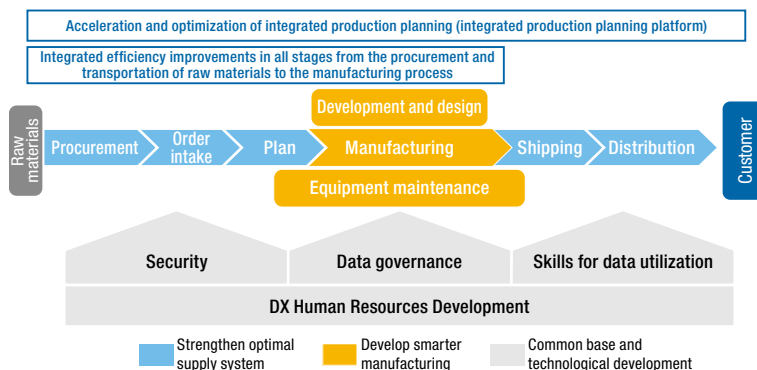 Acceleration and optimization of integrated production planning (integrated production planning platform)
Integrated efficiency improvements in all stages from the procurement and
transportation of raw materials to the manufacturing process
Development and design
Raw
materials
Procurement
Order
intake
Plan
Manufacturing
Shipping
Distribution
Customer
Equipment maintenance
Security
Data governance
Skills for data utilization
DX Human Resources Development
Strengthen optimal
supply system
Develop smarter
manufacturing
Common base and
technological development